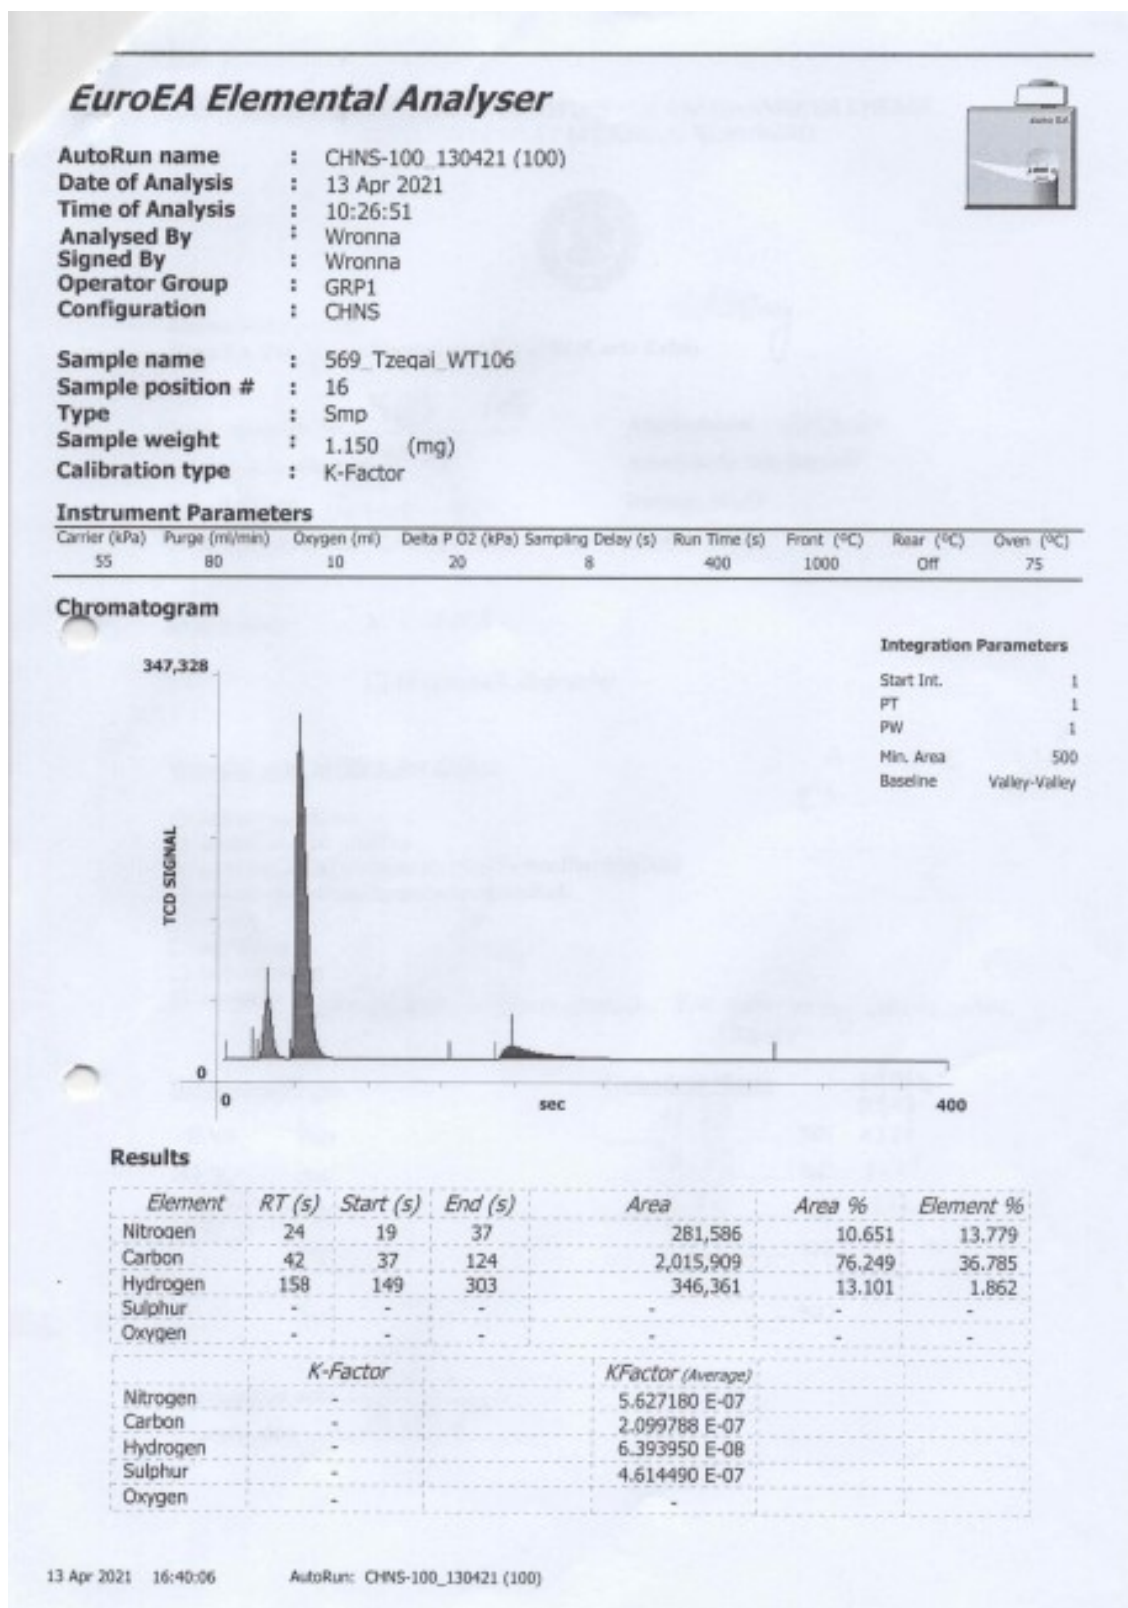 EuroEA Elemental Analyser
AutoRun name : CHNS-100_130421 (100)
Date of Analysis : 13 Apr 2021
Time of Analysis : 10:26:51
Analysed By : Wronna
Signed By : Wronna
Operator Group : GRP1
Configuration : CHNS
Sample name : 569_Tzegai_WT106
Sample position # : 16
Type : Smp
Sample weight : 1.150 (mg)
Calibration type : K-Factor
Instrument Parameters
Carrier (kPa) Purge (ml/min) Oxygen (ml) Delta P O2 (kPa) Sampling Delay (s) Run Time (s) Front (ºC) Rear (ºC) Oven (ºC)
55 80 10 20 8 400 1000 Off 75
Chromatogram
Integration Parameters
Start Int. 1
PT 1
PW 1
Min. Area 500
Baseline Valley-Valley
347,328
TCD SIGNAL
0
0 sec 400
Results
Element RT (s) Start (s) End (s) Area Area % Element %
Nitrogen 24 19 37 281,586 10.651 13.779
Carbon 42 37 124 2,015,909 76.249 36.785
Hydrogen 158 149 303 346,361 13.101 1.862
Sulphur - - - - - -
Oxygen - - - - - -
K-Factor KFactor (Average)
Nitrogen - 5.627180 E-07
Carbon - 2.099788 E-07
Hydrogen - 6.393950 E-08
Sulphur - 4.614490 E-07
Oxygen - -
13 Apr 2021 16:40:06 AutoRun: CHNS-100_130421 (100)